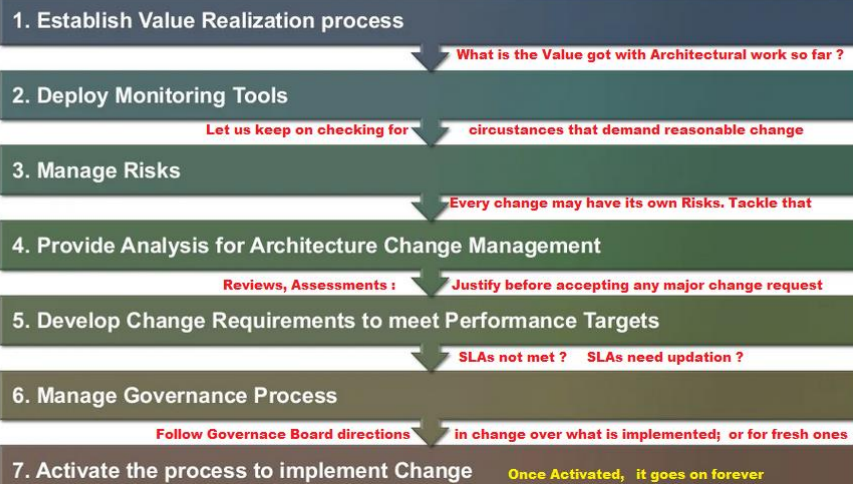 1. Establish Value Realization process
What is the Value got with Architectural work so far ?
2. Deploy Monitoring Tools
Let us keep on checking for circustances that demand reasonable change
3. Manage Risks
Every change may have its own Risks. Tackle that
4. Provide Analysis for Architecture Change Management
Reviews, Assessments : Justify before accepting any major change request
5. Develop Change Requirements to meet Performance Targets
SLAs not met ? SLAs need updation ?
6. Manage Governance Process
Follow Governace Board directions in change over what is implemented; or for fresh ones
7. Activate the process to implement Change Once Activated, it goes on forever